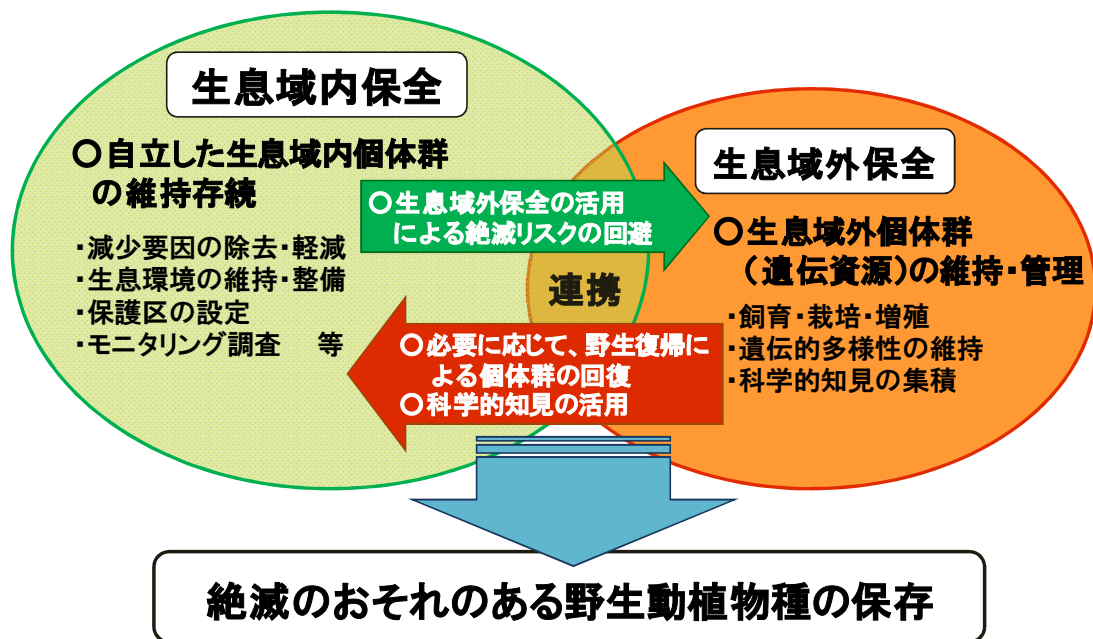 生息域内保全
○自立した生息域内個体群
の維持存続
・減少要因の除去・軽減
・生息環境の維持・整備
・保護区の設定
・モニタリング調査　等
○生息域外保全の活用
による絶滅リスクの回避
連携
○必要に応じて、野生復帰に
よる個体群の回復
○科学的知見の活用
生息域外保全
○生息域外個体群
（遺伝資源）の維持・管理
・飼育・栽培・増殖
・遺伝的多様性の維持
・科学的知見の集積
絶滅のおそれのある野生動植物種の保存